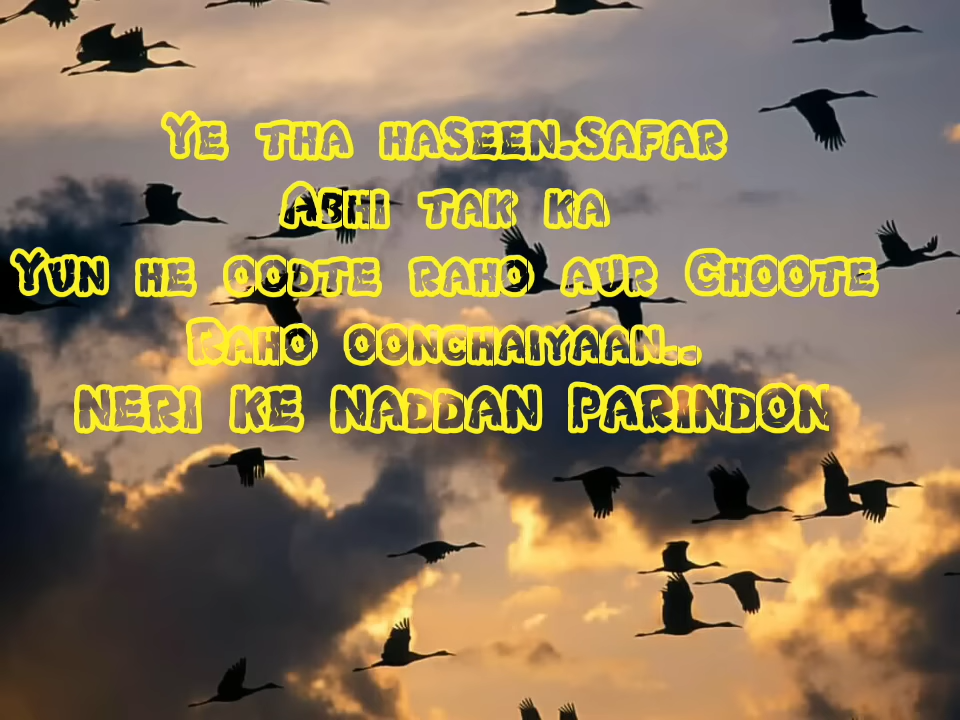 Ye tha haseen.safar
Abhi tak ka
Yun he oodte raho aur Choote
Raho oonchaiyaan..
NERI KE NADDAN PARINDON